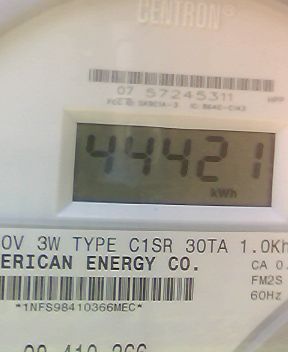 CENTRON®
07 57245311
44421
kWh
0V 3W TYPE C1SR 30TA 1.0Kh
ERICAN ENERGY CO.
CA 0.
FM2S
60Hz
*1NFS98410366MEC*